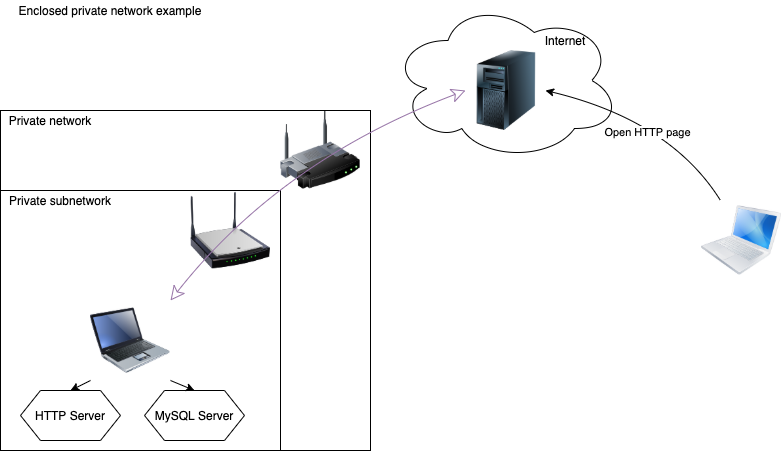 Enclosed private network example
Internet
Private network
Open HTTP page
Private subnetwork
HTTP Server
MySQL Server